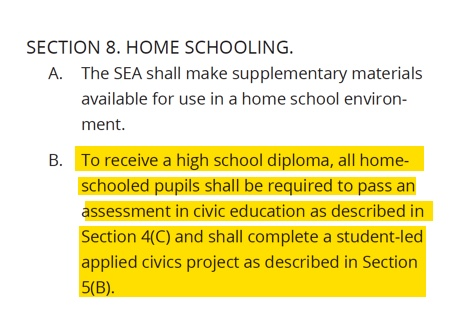 SECTION 8. HOME SCHOOLING.
A. The SEA shall make supplementary materials
available for use in a home school environ-
ment.
B. To receive a high school diploma, all home-
schooled pupils shall be required to pass an
assessment in civic education as described in
Section 4(C) and shall complete a student-led
applied civics project as described in Section
5(B).